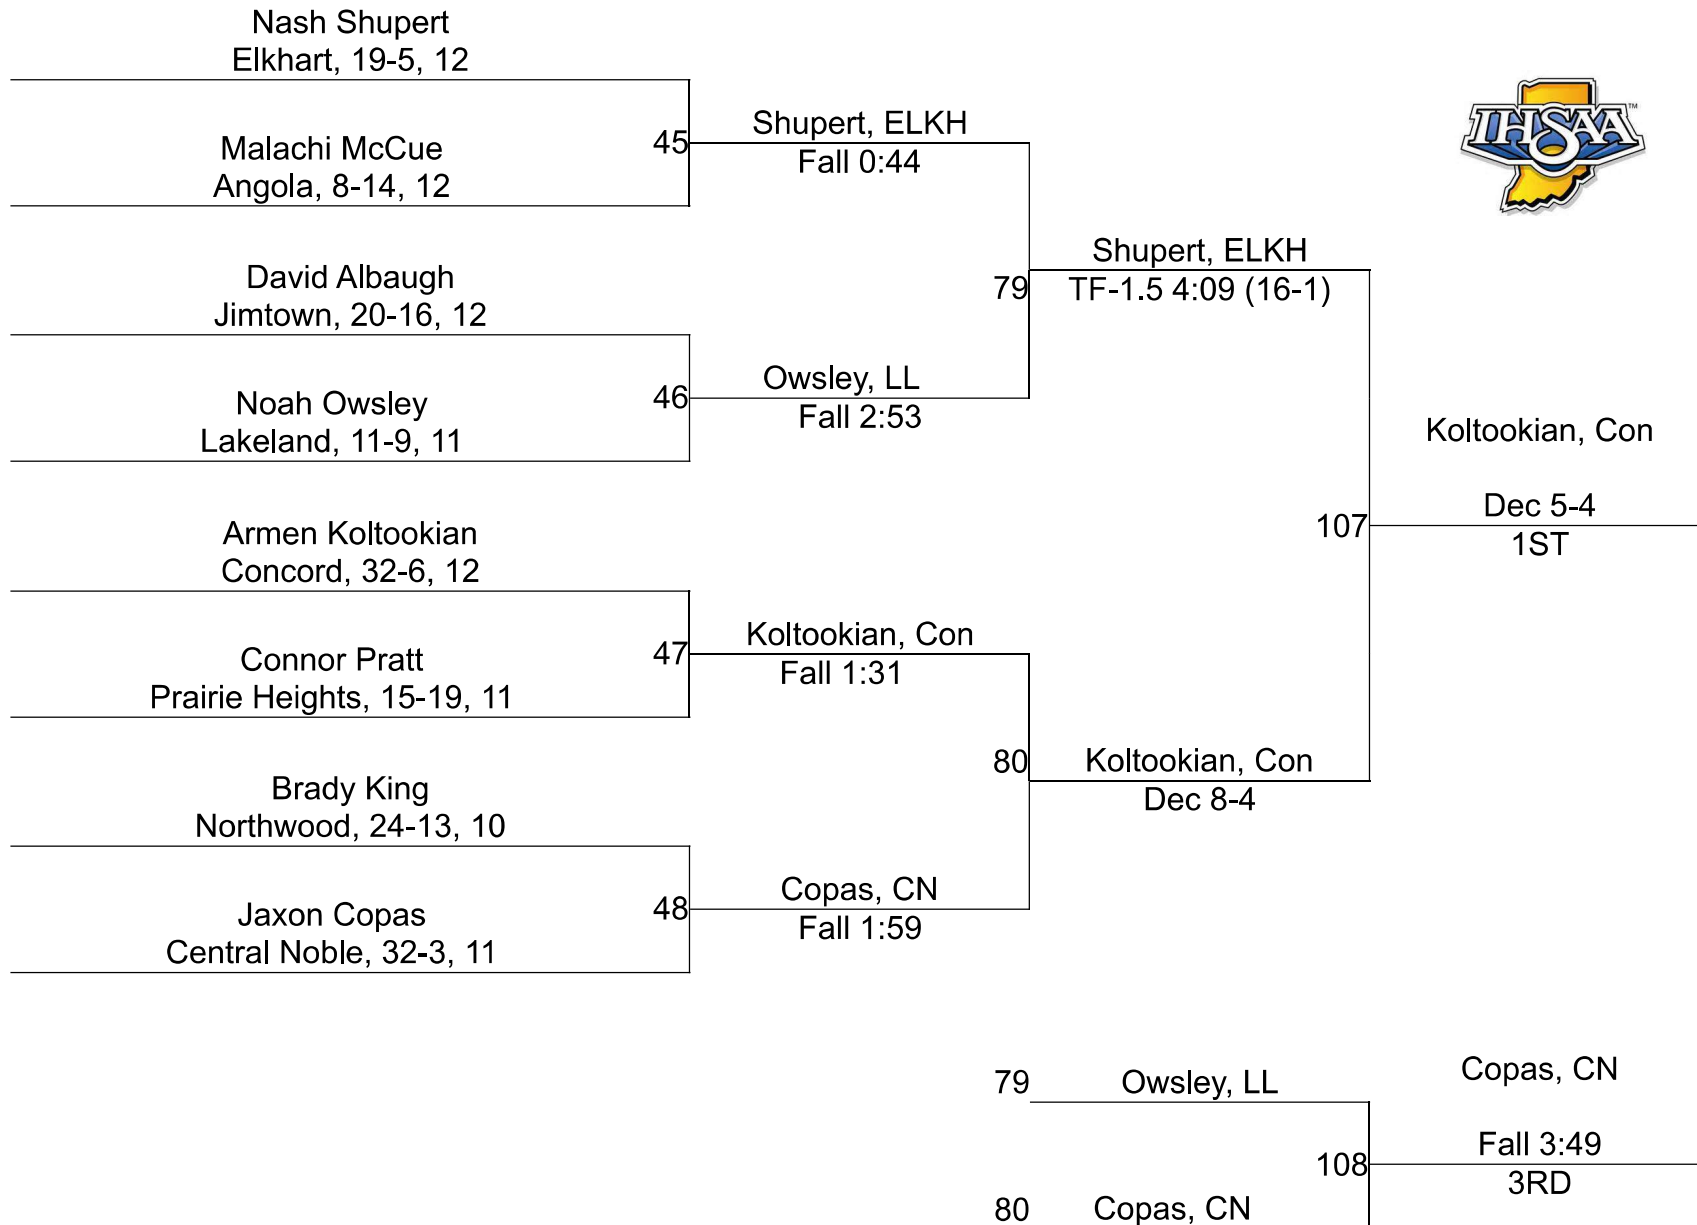 Nash Shupert
Elkhart, 19-5, 12
Malachi McCue
Angola, 8-14, 12
45
Shupert, ELKH
Fall 0:44
IHSAA
TM
David Albaugh
Jimtown, 20-16, 12
Noah Owsley
Lakeland, 11-9, 11
46
Owsley, LL
Fall 2:53
79
Shupert, ELKH
TF-1.5 4:09 (16-1)
Armen Koltookian
Concord, 32-6, 12
Connor Pratt
Prairie Heights, 15-19, 11
47
Koltookian, Con
Fall 1:31
Brady King
Northwood, 24-13, 10
Jaxon Copas
Central Noble, 32-3, 11
48
Copas, CN
Fall 1:59
80
Koltookian, Con
Dec 8-4
107
Koltookian, Con
Dec 5-4
1ST
79
Owsley, LL
80
Copas, CN
108
Copas, CN
Fall 3:49
3RD